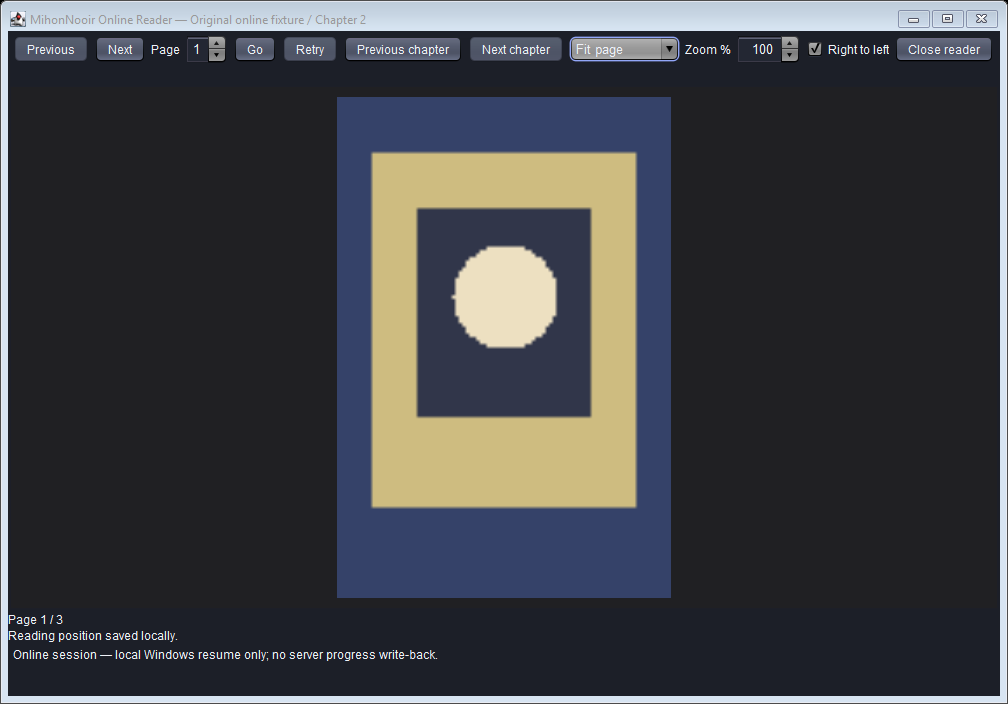 MihonNooir Online Reader — Original online fixture / Chapter 2
Previous Next Page 1 Go Retry Previous chapter Next chapter Fit page Zoom % 100 Right to left Close reader
Page 1 / 3
Reading position saved locally.
Online session — local Windows resume only; no server progress write-back.